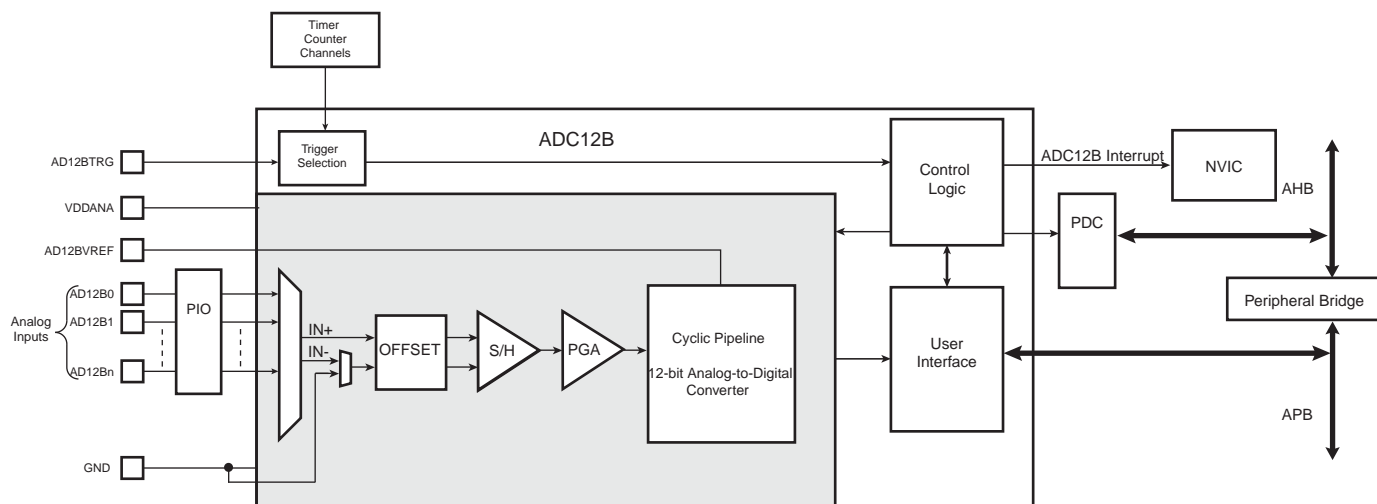 Timer
Counter
Channels
AD12BTRG
Trigger
Selection
ADC12B
Control
Logic
ADC12B Interrupt
NVIC
AHB
PDC
VDDANA
AD12BVREF
AD12B0
PIO
Analog
Inputs
AD12B1
AD12Bn
IN+
IN-
OFFSET
S/H
PGA
Cyclic Pipeline
12-bit Analog-to-Digital
Converter
User
Interface
Peripheral Bridge
APB
GND